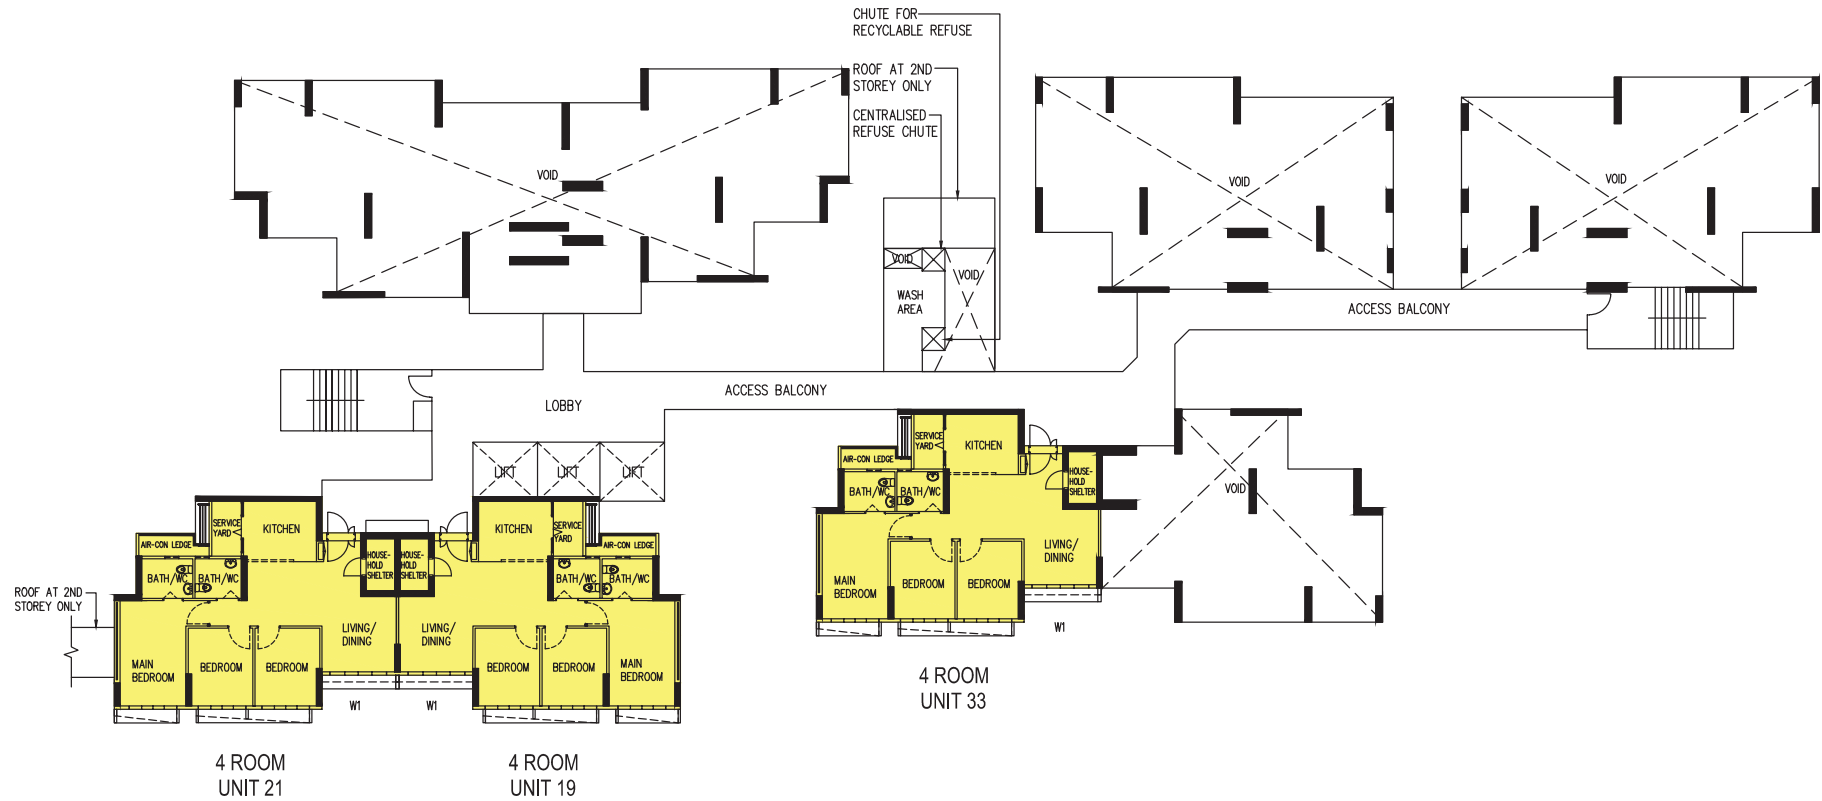 CHUTE FOR
RECYCLABLE REFUSE
ROOF AT 2ND
STOREY ONLY
CENTRALISED
REFUSE CHUTE
VOID
VOID
VOID
VOID
VOID
WASH
AREA
ACCESS BALCONY
ACCESS BALCONY
LOBBY
LIFT
LIFT
LIFT
SERVICE
YARD
KITCHEN
AIR-CON LEDGE
BATH/WC
BATH/WC
HOUSE-
HOLD
SHELTER
LIVING/
DINING
MAIN
BEDROOM
BEDROOM
BEDROOM
W1
VOID
4 ROOM
UNIT 33
ROOF AT 2ND
STOREY ONLY
SERVICE
YARD
KITCHEN
AIR-CON LEDGE
BATH/WC
BATH/WC
HOUSE-
HOLD
SHELTER
LIVING/
DINING
MAIN
BEDROOM
BEDROOM
BEDROOM
W1
4 ROOM
UNIT 21
KITCHEN
SERVICE
YARD
AIR-CON LEDGE
BATH/WC
BATH/WC
HOUSE-
HOLD
SHELTER
LIVING/
DINING
BEDROOM
BEDROOM
MAIN
BEDROOM
W1
4 ROOM
UNIT 19